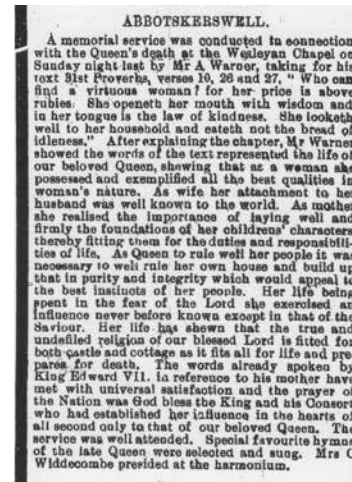 ABBOTSKERSWELL.
A memorial service was conducted in connection
with the Queen's death at the Wesleyan Chapel on
Sunday night last by Mr A Warner, taking for his
text 31st Proverbs, verses 10, 26 and 27, "Who can
find a virtuous woman? for her price is above
rubies. She openeth her mouth with wisdom and
in her tongue is the law of kindness. She looketh
well to her household and eateth not the bread of
idleness." After explaining the chapter, Mr Warner
showed the words of the text represented the life of
our beloved Queen, shewing that as a woman she
possessed and exemplified all the best qualities in
woman's nature. As wife her attachment to her
husband was well known to the world. As mother
she realised the importance of laying well and
firmly the foundations of her childrens' characters
thereby fitting them for the duties and responsibili-
ties of life. As Queen to rule well her people it was
necessary to well rule her own house and build up
that in purity and integrity which would appeal to
the best instincts of her people. Her life being
spent in the fear of the Lord she exercised an
influence never before known except in that of the
Saviour. Her life has shewn that the true and
undefiled religion of our blessed Lord is fitted for
both castle and cottage as it fits all for life and pre-
pares for death. The words already spoken by
King Edward VII. in reference to his mother have
met with universal satisfaction and the prayer of
the Nation was God bless the King and his Consort
who had established her influence in the hearts of
all second only to that of our beloved Queen. The
service was well attended. Special favourite hymns
of the late Queen were selected and sung. Mrs C
Widdecombe presided at the harmonium.